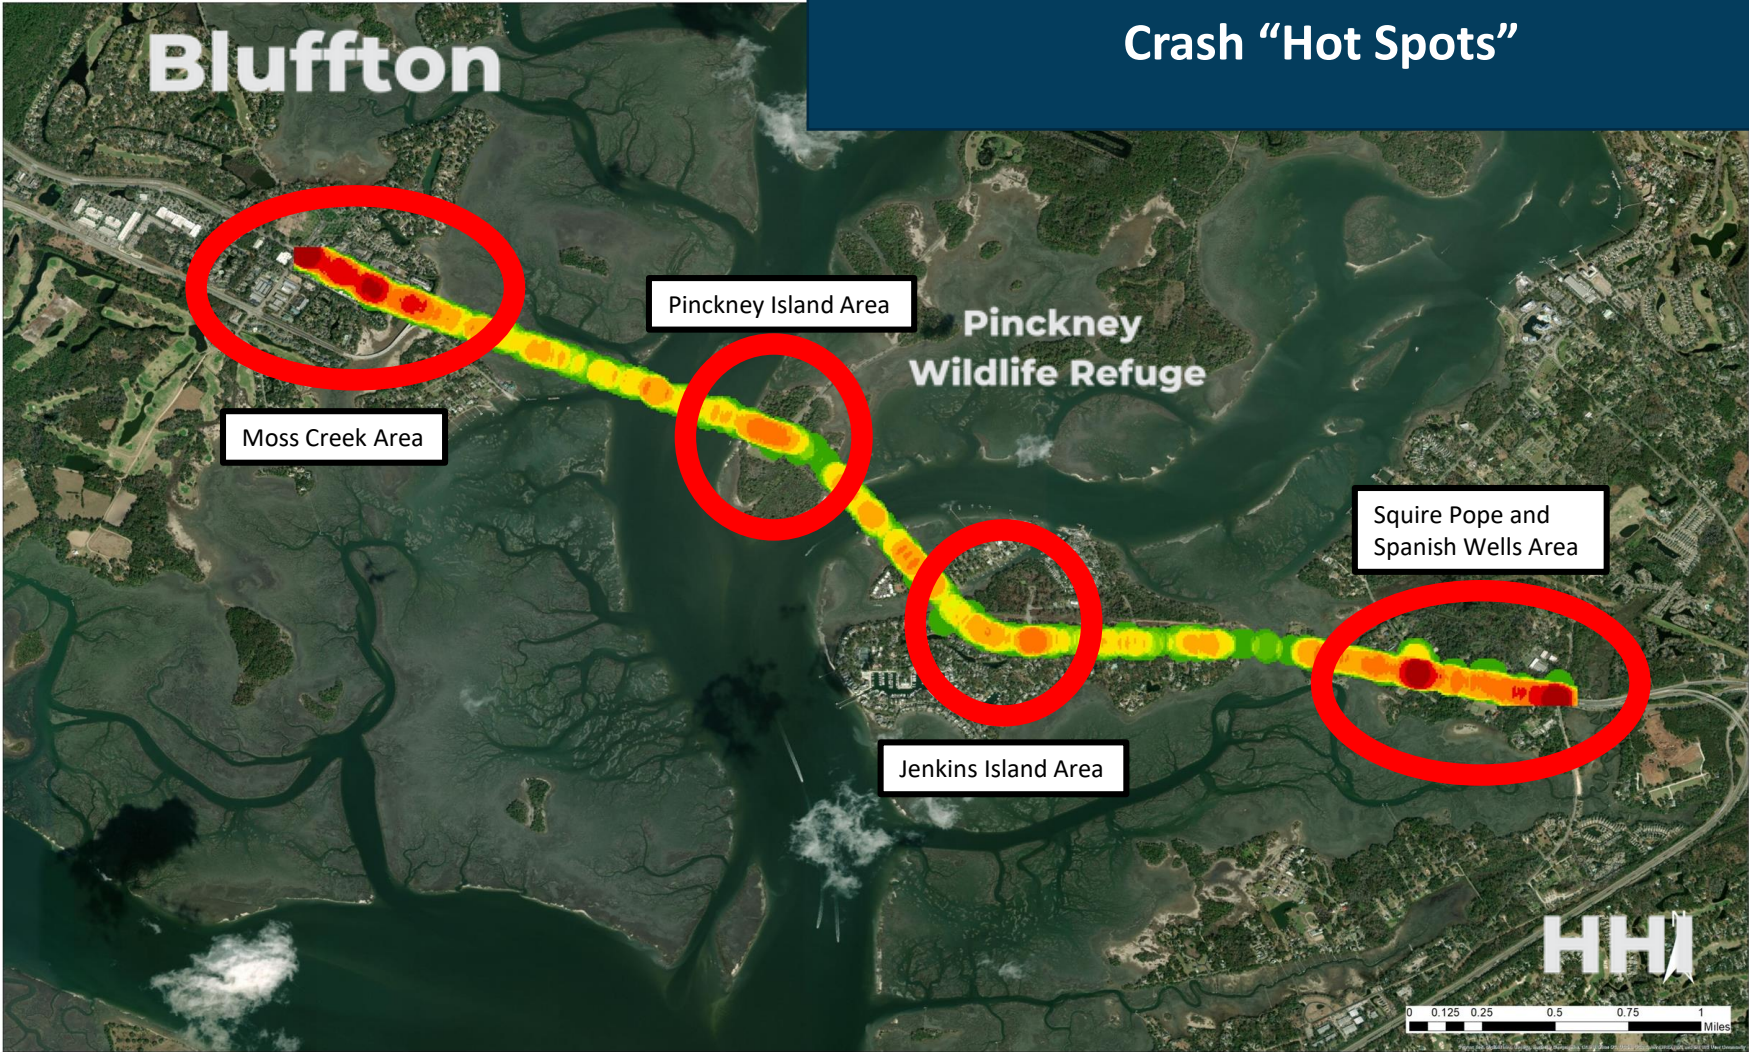 Crash “Hot Spots”
Bluffton
Pinckney Island Area
Pinckney
Wildlife Refuge
Moss Creek Area
Squire Pope and
Spanish Wells Area
Jenkins Island Area
HHI
0 0.125 0.25 0.5 0.75 1
Miles